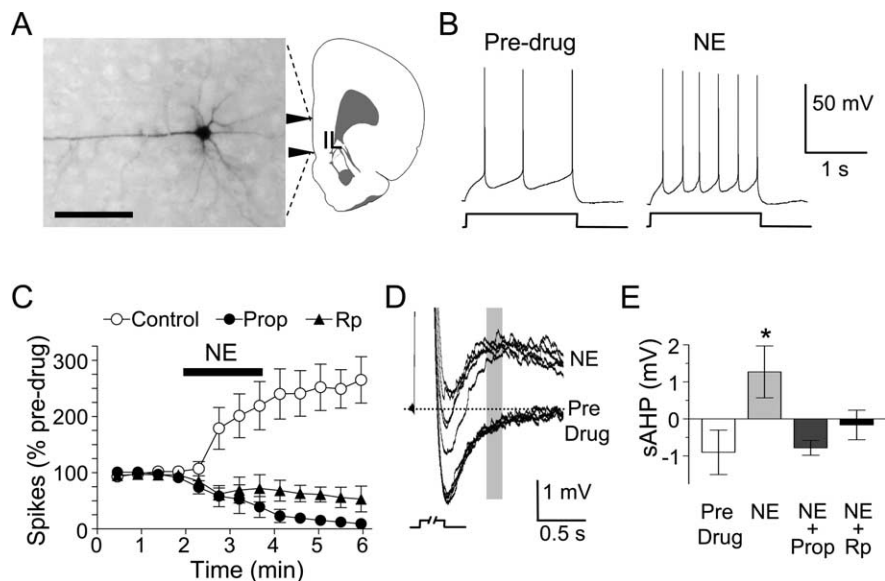 A
IL
B
Pre-drug
NE
50 mV
1 s
C
Control
Prop
Rp
NE
Spikes (% pre-drug)
300
200
100
0
0 1 2 3 4 5 6
Time (min)
D
NE
Pre
Drug
1 mV
0.5 s
E
*
sAHP (mV)
2
1
0
-1
Pre
Drug
NE
NE
+
Prop
NE
+
Rp